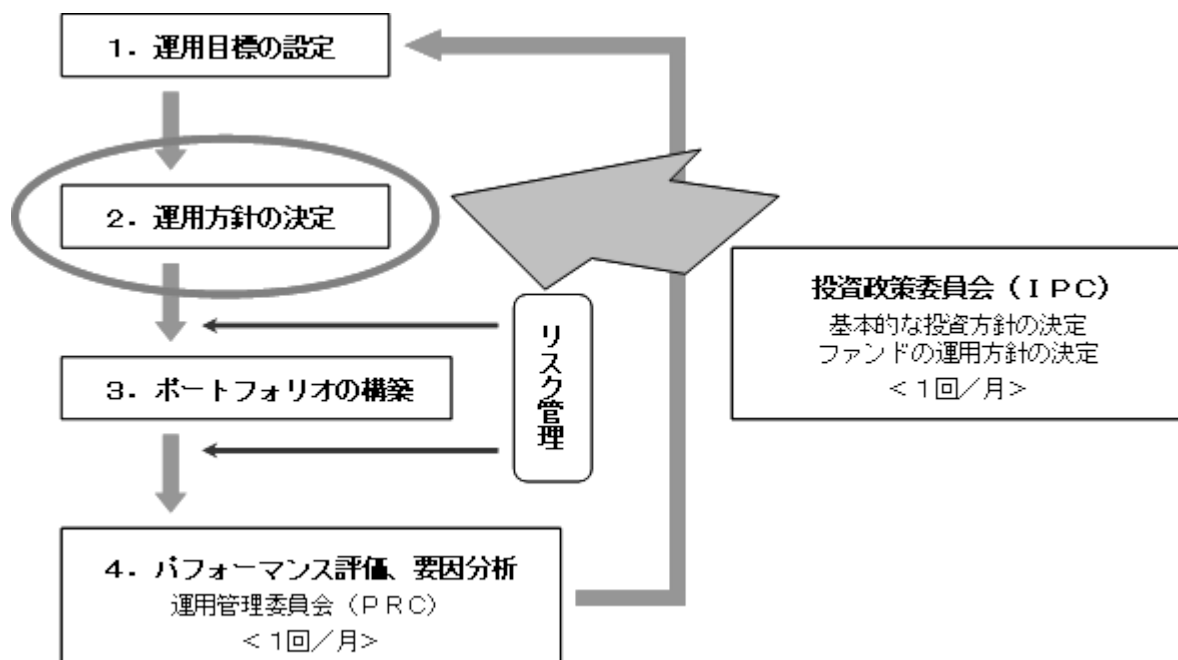 １．運用目標の設定
２．運用方針の決定
投資政策委員会（ＩＰＣ）
基本的な投資方針の決定
ファンドの運用方針の決定
＜１回／月＞
リスク管理
３．ポートフォリオの構築
４．パフォーマンス評価、要因分析
運用管理委員会（ＰＲＣ）
＜１回／月＞